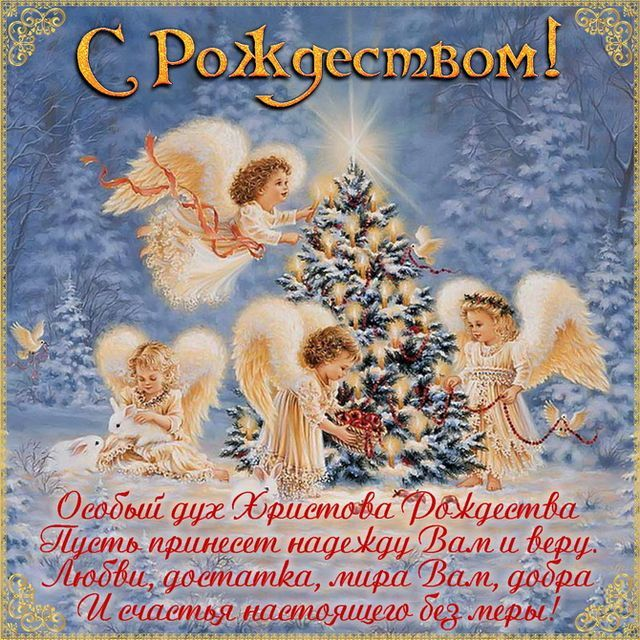 С Рождеством!
Особый дух Христова Рождества
Пусть принесет надежду Вам и веру.
Любви, достатка, мира Вам, добра
И счастья настоящего без меры!